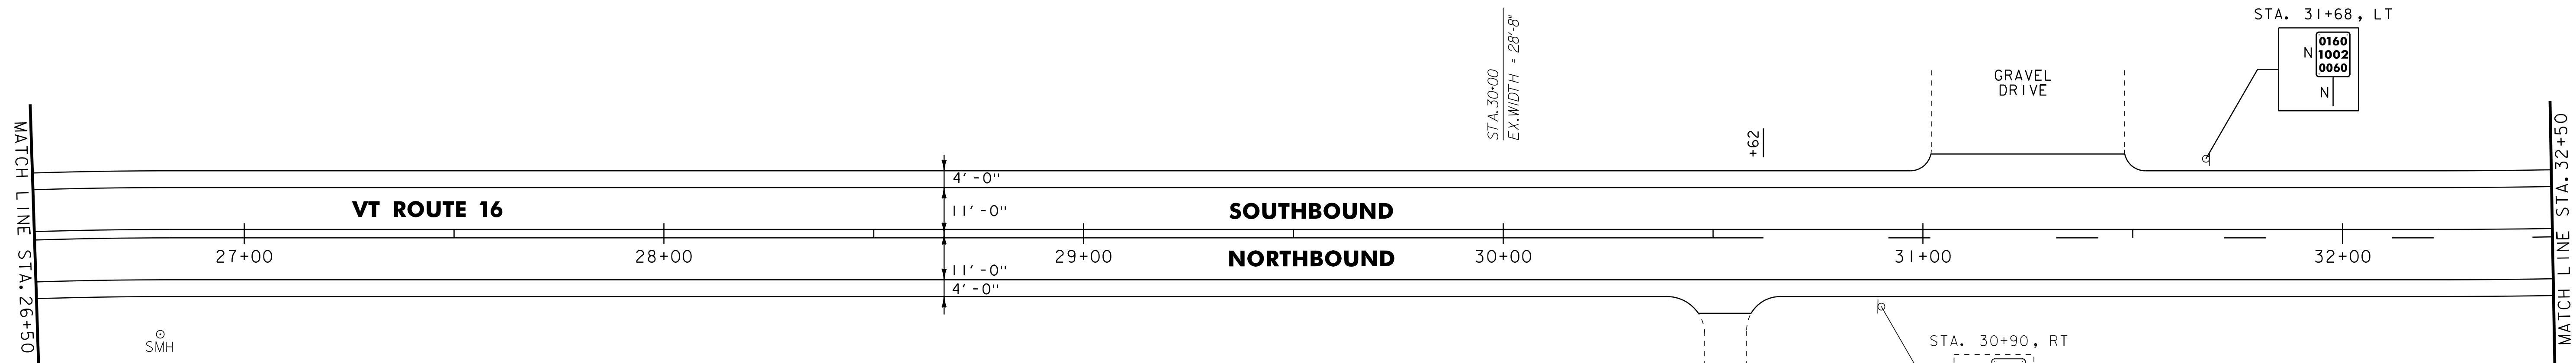 STA. 31+68, LT
0160
N 1002
0060
N
STA.30+00
EX.WIDTH = 28'-8"
GRAVEL
DRIVE
+62
MATCH LINE STA. 26+50
MATCH LINE STA. 32+50
4'-0"
VT ROUTE 16
11'-0"
SOUTHBOUND
27+00
28+00
29+00
NORTHBOUND
30+00
31+00
32+00
11'-0"
4'-0"
SMH
STA. 30+90, RT